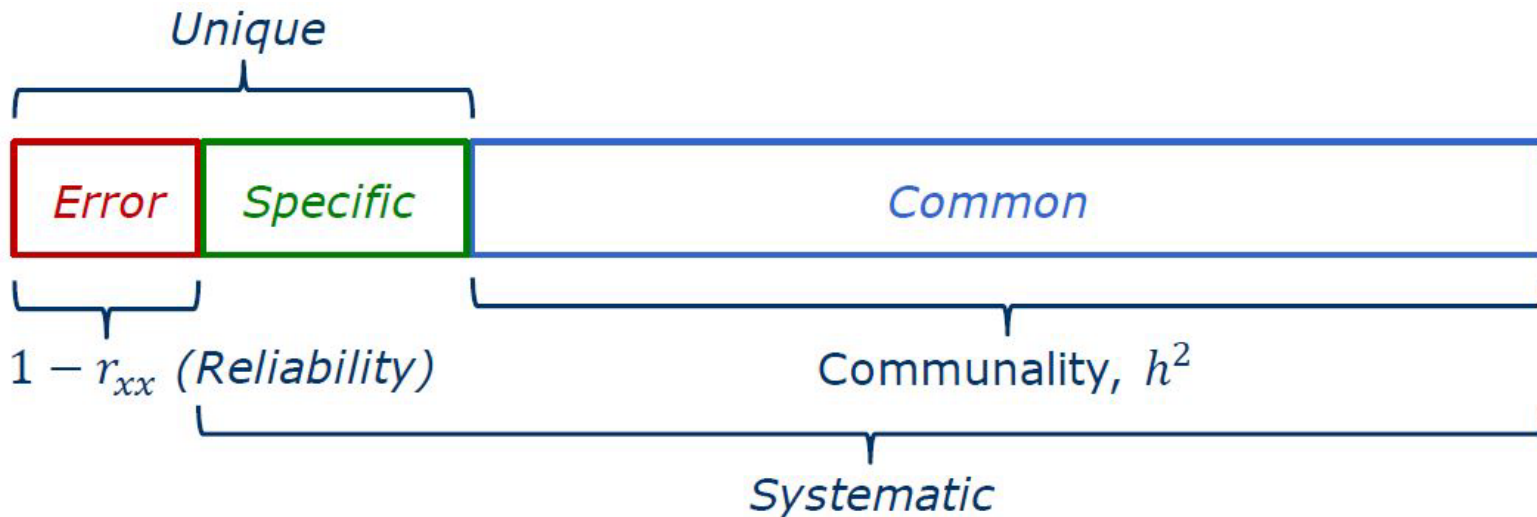 Unique
Error Specific Common
1 − r_xx (Reliability) Communality, h²
Systematic